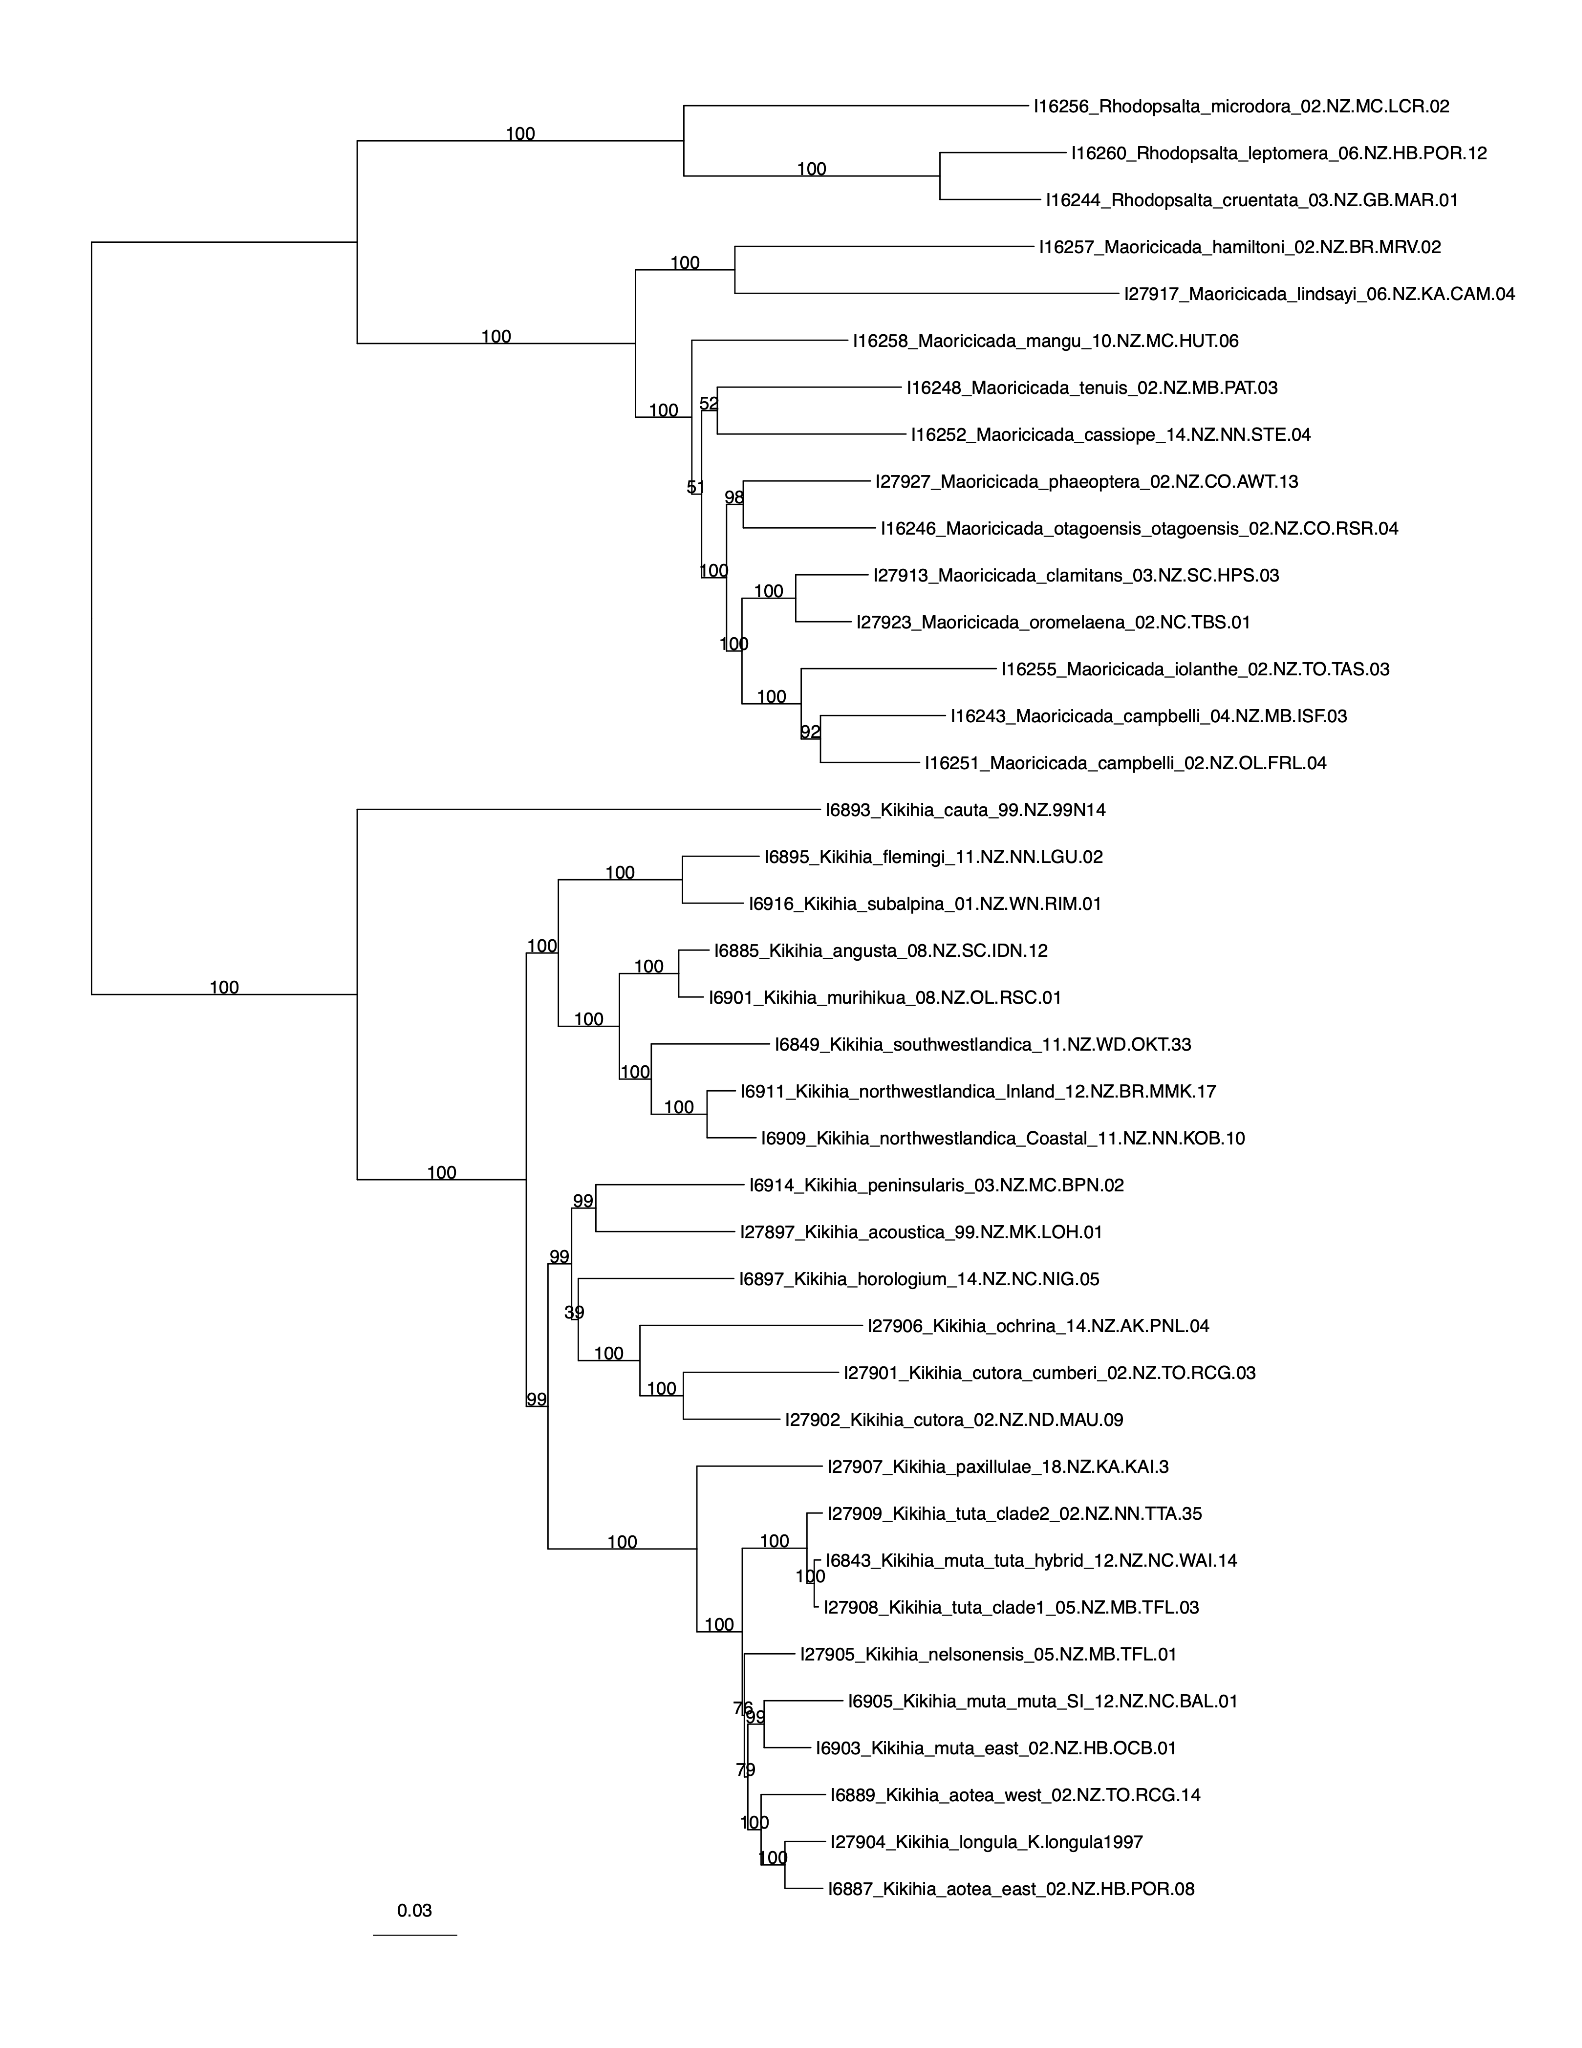 I16256_Rhodopsalta_microdora_02.NZ.MC.LCR.02
100
I16260_Rhodopsalta_leptomera_06.NZ.HB.POR.12
100
I16244_Rhodopsalta_cruentata_03.NZ.GB.MAR.01
I16257_Maoricicada_hamiltoni_02.NZ.BR.MRV.02
100
I27917_Maoricicada_lindsayi_06.NZ.KA.CAM.04
100
I16258_Maoricicada_mangu_10.NZ.MC.HUT.06
I16248_Maoricicada_tenuis_02.NZ.MB.PAT.03
52
100
I16252_Maoricicada_cassiope_14.NZ.NN.STE.04
I27927_Maoricicada_phaeoptera_02.NZ.CO.AWT.13
51
98
I16246_Maoricicada_otagoensis_otagoensis_02.NZ.CO.RSR.04
100
I27913_Maoricicada_clamitans_03.NZ.SC.HPS.03
100
I27923_Maoricicada_oromelaena_02.NC.TBS.01
100
I16255_Maoricicada_iolanthe_02.NZ.TO.TAS.03
100
I16243_Maoricicada_campbelli_04.NZ.MB.ISF.03
92
I16251_Maoricicada_campbelli_02.NZ.OL.FRL.04
I6893_Kikihia_cauta_99.NZ.99N14
I6895_Kikihia_flemingi_11.NZ.NN.LGU.02
100
I6916_Kikihia_subalpina_01.NZ.WN.RIM.01
100
I6885_Kikihia_angusta_08.NZ.SC.IDN.12
100
100
I6901_Kikihia_murihikua_08.NZ.OL.RSC.01
100
I6849_Kikihia_southwestlandica_11.NZ.WD.OKT.33
100
I6911_Kikihia_northwestlandica_Inland_12.NZ.BR.MMK.17
100
I6909_Kikihia_northwestlandica_Coastal_11.NZ.NN.KOB.10
100
I6914_Kikihia_peninsularis_03.NZ.MC.BPN.02
99
I27897_Kikihia_acoustica_99.NZ.MK.LOH.01
99
I6897_Kikihia_horologium_14.NZ.NC.NIG.05
39
I27906_Kikihia_ochrina_14.NZ.AK.PNL.04
100
I27901_Kikihia_cutora_cumberi_02.NZ.TO.RCG.03
100
99
I27902_Kikihia_cutora_02.NZ.ND.MAU.09
I27907_Kikihia_paxillulae_18.NZ.KA.KAI.3
I27909_Kikihia_tuta_clade2_02.NZ.NN.TTA.35
100
100
I6843_Kikihia_muta_tuta_hybrid_12.NZ.NC.WAI.14
100
I27908_Kikihia_tuta_clade1_05.NZ.MB.TFL.03
100
I27905_Kikihia_nelsonensis_05.NZ.MB.TFL.01
I6905_Kikihia_muta_muta_SI_12.NZ.NC.BAL.01
76
99
I6903_Kikihia_muta_east_02.NZ.HB.OCB.01
79
I6889_Kikihia_aotea_west_02.NZ.TO.RCG.14
100
I27904_Kikihia_longula_K.longula1997
100
I6887_Kikihia_aotea_east_02.NZ.HB.POR.08
0.03